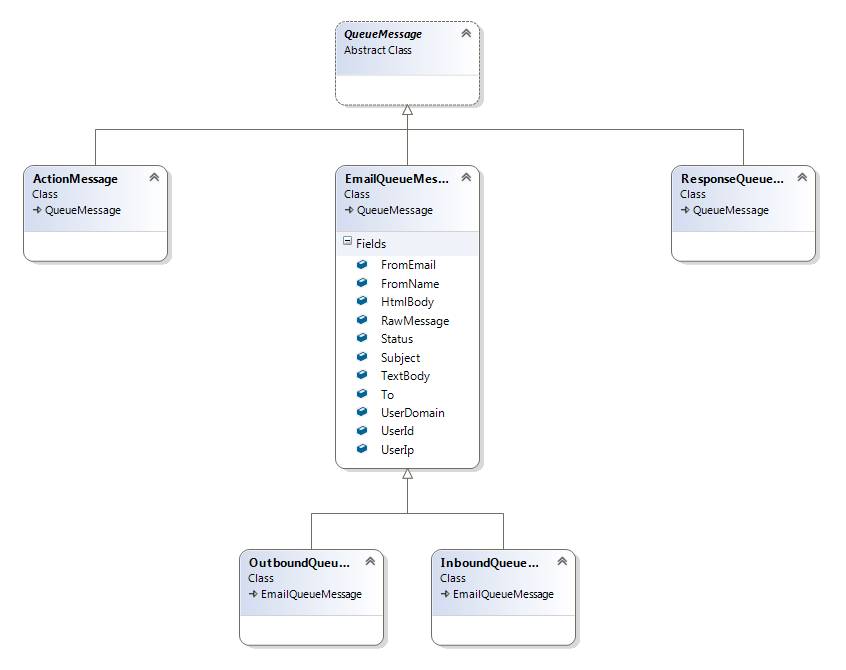 QueueMessage
Abstract Class
ActionMessage
Class
QueueMessage
EmailQueueMes...
Class
QueueMessage
Fields
FromEmail
FromName
HtmlBody
RawMessage
Status
Subject
TextBody
To
UserDomain
UserId
UserIp
ResponseQueue...
Class
QueueMessage
OutboundQueu...
Class
EmailQueueMessage
InboundQueue...
Class
EmailQueueMessage